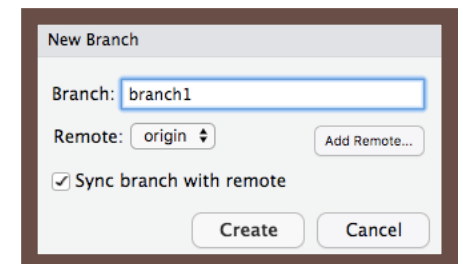 New Branch
Branch: branch1
Remote: origin Add Remote...
Sync branch with remote
Create Cancel